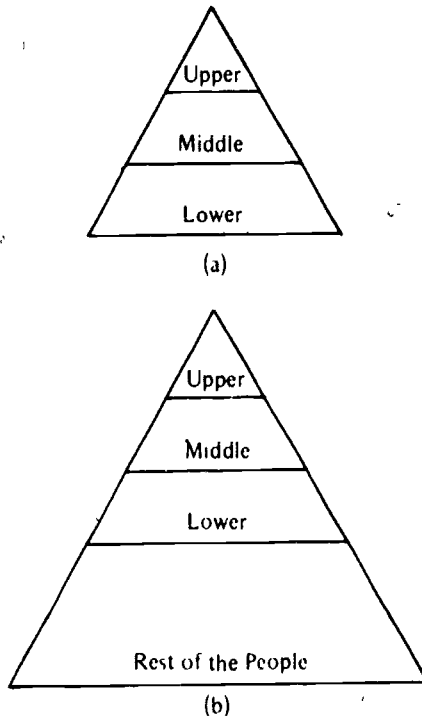 Upper
Middle
Lower
(a)
Upper
Middle
Lower
Rest of the People
(b)